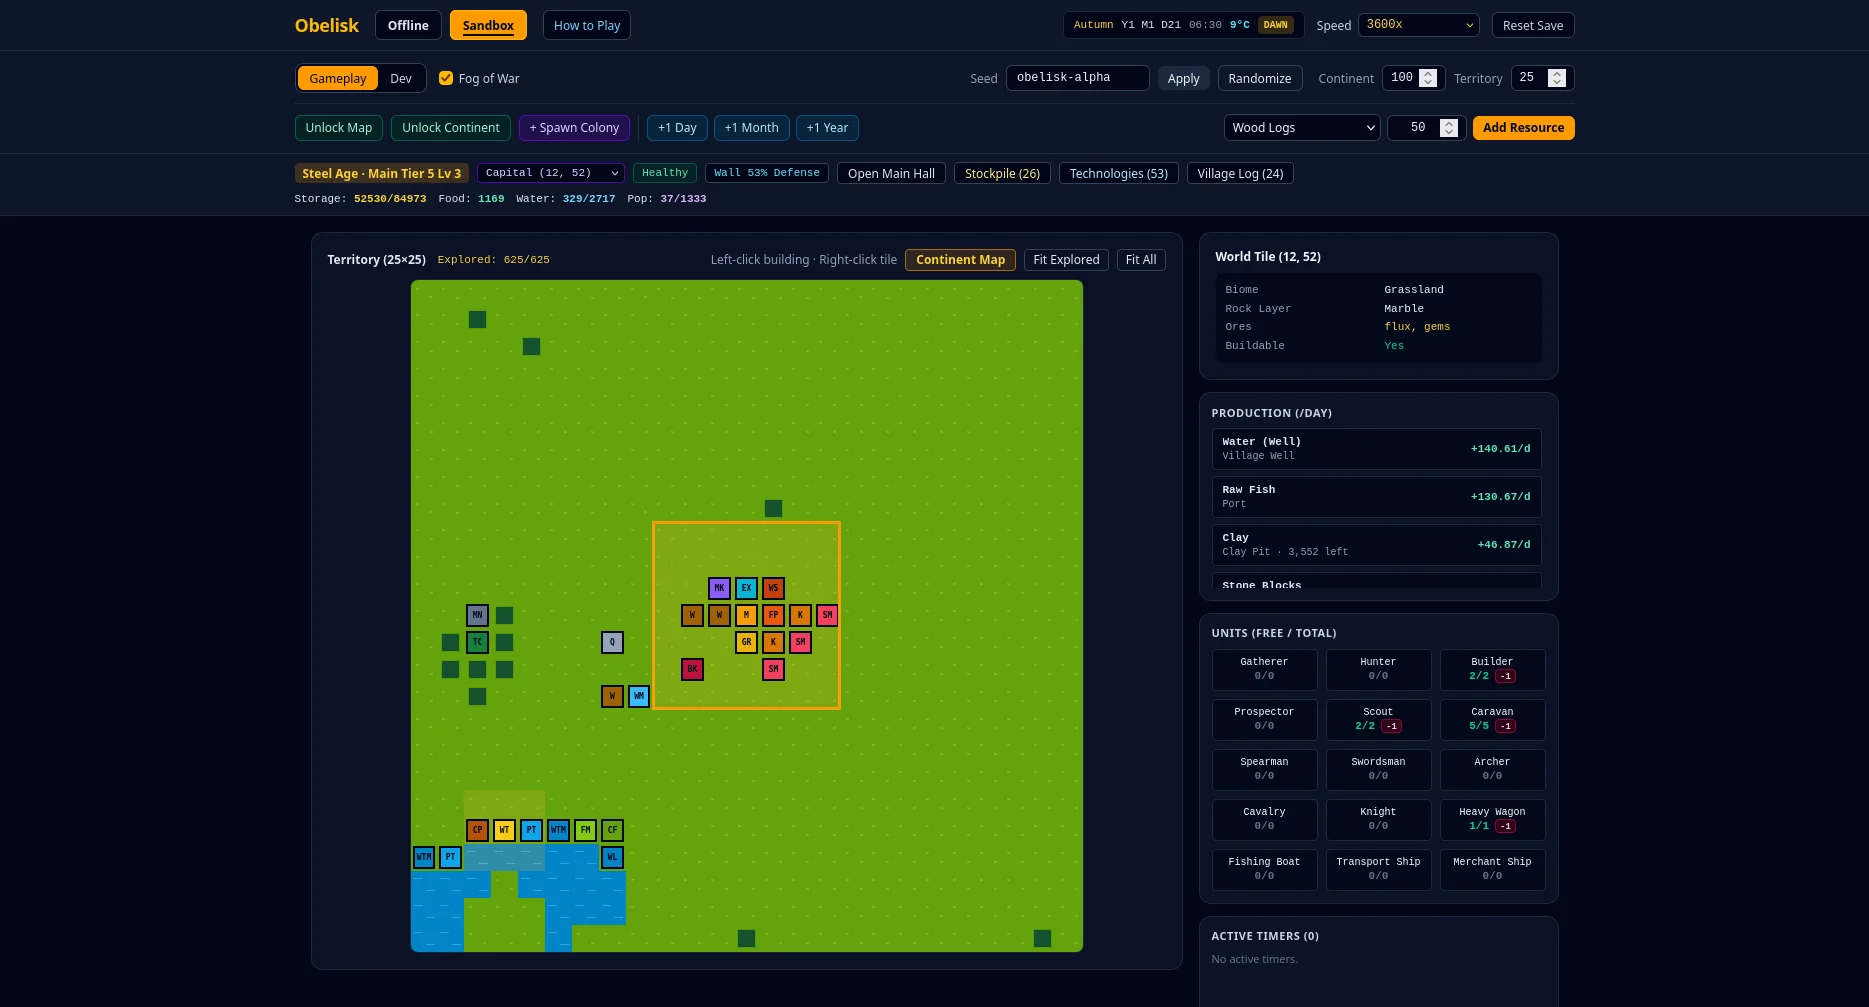 Obelisk Offline Sandbox How to Play Autumn Y1 M1 D21 06:30 9°C DAWN Speed 3600x Reset Save
Gameplay Dev Fog of War Seed obelisk-alpha Apply Randomize Continent 100 Territory 25
Unlock Map Unlock Continent + Spawn Colony +1 Day +1 Month +1 Year Wood Logs 50 Add Resource
Steel Age · Main Tier 5 Lv 3 Capital (12, 52) Healthy Wall 53% Defense Open Main Hall Stockpile (26) Technologies (53) Village Log (24)
Storage: 52530/84973 Food: 1169 Water: 329/2717 Pop: 37/1333
Territory (25×25) Explored: 625/625 Left-click building · Right-click tile Continent Map Fit Explored Fit All
MK EX WS
MN W W M FP K SM
TC Q GR K SM
BK SM
W WM
CP WT PT WTM FM CF
WTM PT WL
World Tile (12, 52)
Biome Grassland
Rock Layer Marble
Ores flux, gems
Buildable Yes
PRODUCTION (/DAY)
Water (Well) +140.61/d
Village Well
Raw Fish +130.67/d
Port
Clay +46.87/d
Clay Pit · 3,552 left
Stone Blocks
UNITS (FREE / TOTAL)
Gatherer Hunter Builder
0/0 0/0 2/2 -1
Prospector Scout Caravan
0/0 2/2 -1 5/5 -1
Spearman Swordsman Archer
0/0 0/0 0/0
Cavalry Knight Heavy Wagon
0/0 0/0 1/1 -1
Fishing Boat Transport Ship Merchant Ship
0/0 0/0 0/0
ACTIVE TIMERS (0)
No active timers.